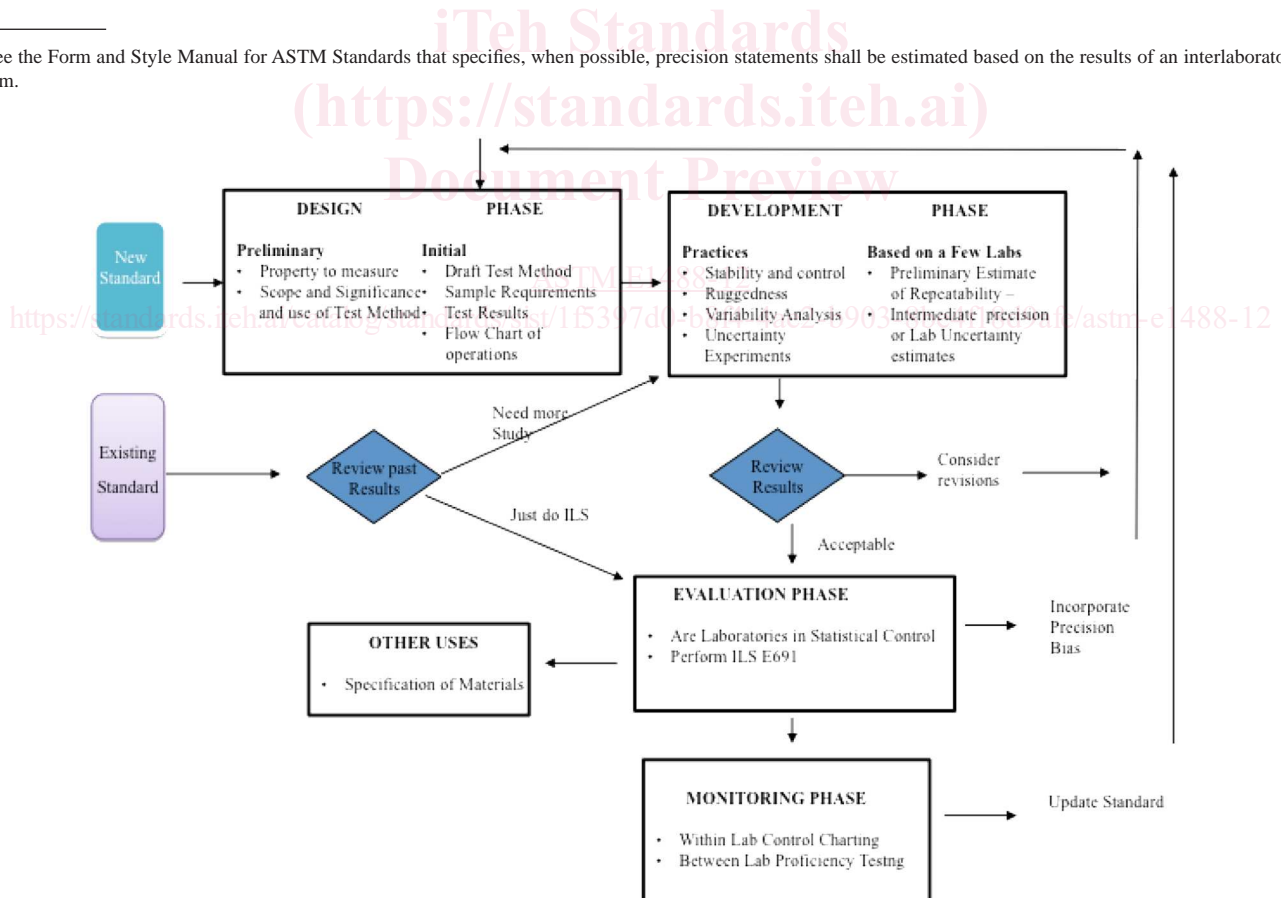 iTeh Standards
ee the Form and Style Manual for ASTM Standards that specifies, when possible, precision statements shall be estimated based on the results of an interlaborato
m.
(https://standards.iteh.ai)
Document Preview
DESIGN PHASE
Preliminary
• Property to measure
• Scope and Significance
and use of Test Method
Initial
• Draft Test Method
• Sample Requirements
• Test Results
• Flow Chart of
operations
DEVELOPMENT PHASE
Practices
• Stability and control
• Ruggedness
• Variability Analysis
• Uncertainty
Experiments
Based on a Few Labs
• Preliminary Estimate
of Repeatability –
• Intermediate precision
or Lab Uncertainty
estimates
New
Standard
ASTM E1488-12
Existing
Standard
Review past
Results
Need more
Study
Just do ILS
Review
Results
Consider
revisions
Acceptable
EVALUATION PHASE
• Are Laboratories in Statistical Control
• Perform ILS E691
Incorporate
Precision
Bias
OTHER USES
• Specification of Materials
MONITORING PHASE
• Within Lab Control Charting
• Between Lab Proficiency Testng
Update Standard